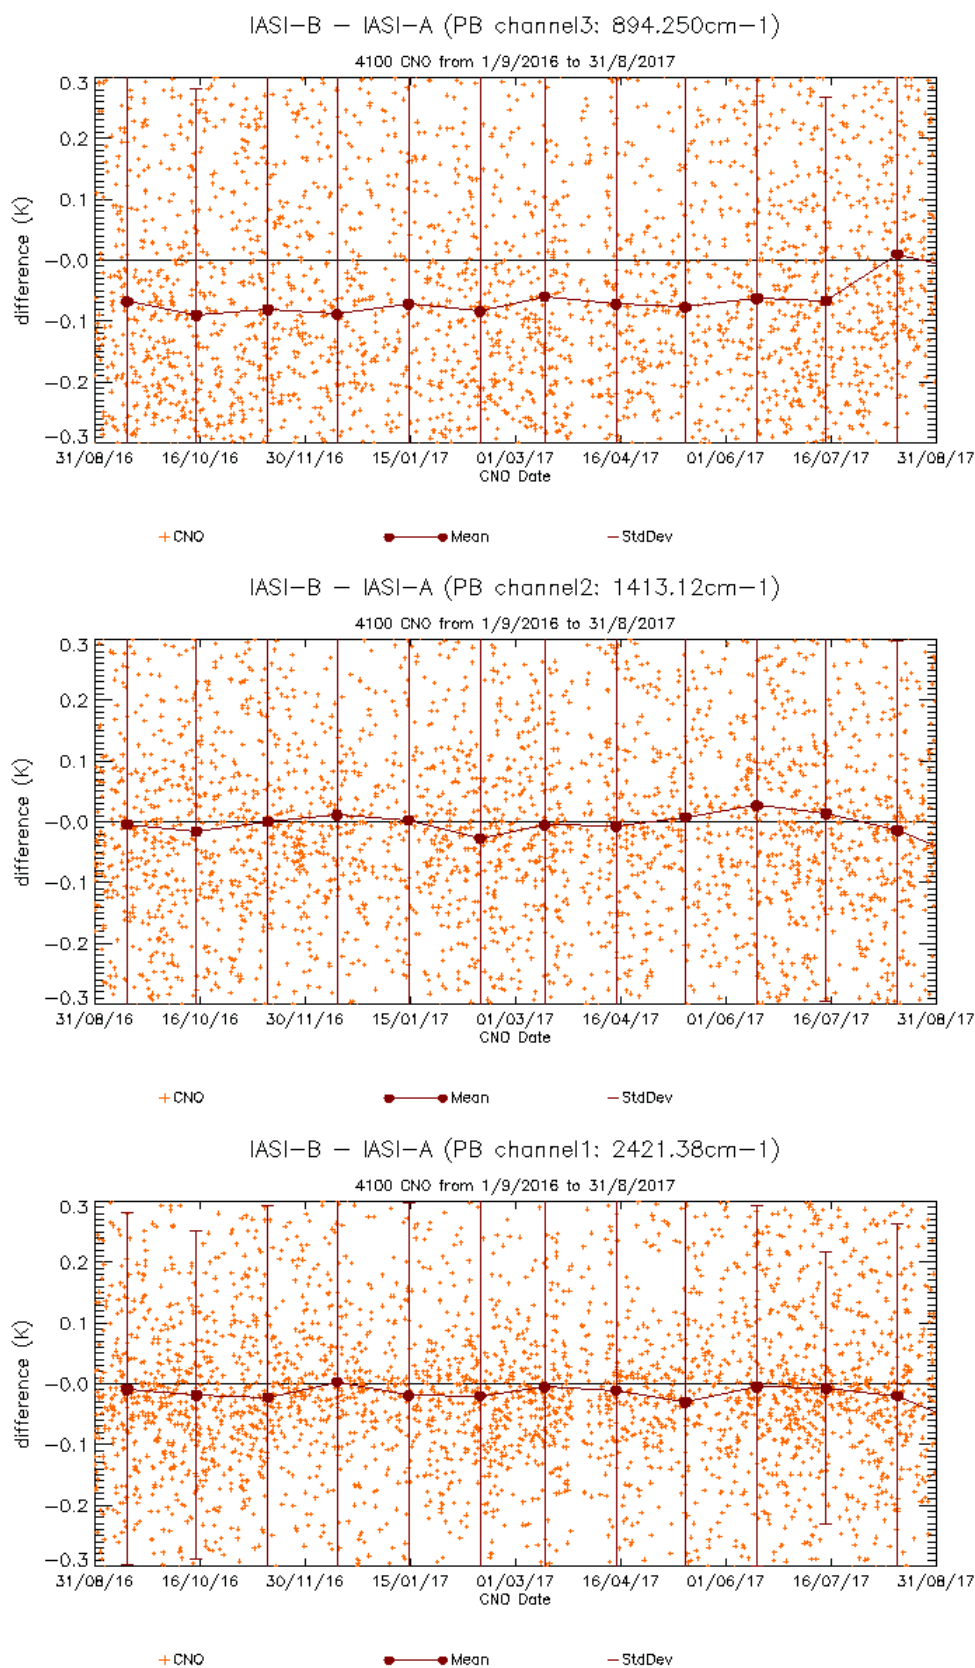 IASI-B - IASI-A (PB channel3: 894.250cm-1)
4100 CNO from 1/9/2016 to 31/8/2017
0.3
0.2
0.1
-0.0
-0.1
-0.2
-0.3
difference (K)
31/08/16 16/10/16 30/11/16 15/01/17 01/03/17 16/04/17 01/06/17 16/07/17 31/08/17
CNO Date
CNO Mean StdDev
IASI-B - IASI-A (PB channel2: 1413.12cm-1)
4100 CNO from 1/9/2016 to 31/8/2017
0.3
0.2
0.1
-0.0
-0.1
-0.2
-0.3
difference (K)
31/08/16 16/10/16 30/11/16 15/01/17 01/03/17 16/04/17 01/06/17 16/07/17 31/08/17
CNO Date
CNO Mean StdDev
IASI-B - IASI-A (PB channel1: 2421.38cm-1)
4100 CNO from 1/9/2016 to 31/8/2017
0.3
0.2
0.1
-0.0
-0.1
-0.2
-0.3
difference (K)
31/08/16 16/10/16 30/11/16 15/01/17 01/03/17 16/04/17 01/06/17 16/07/17 31/08/17
CNO Date
CNO Mean StdDev